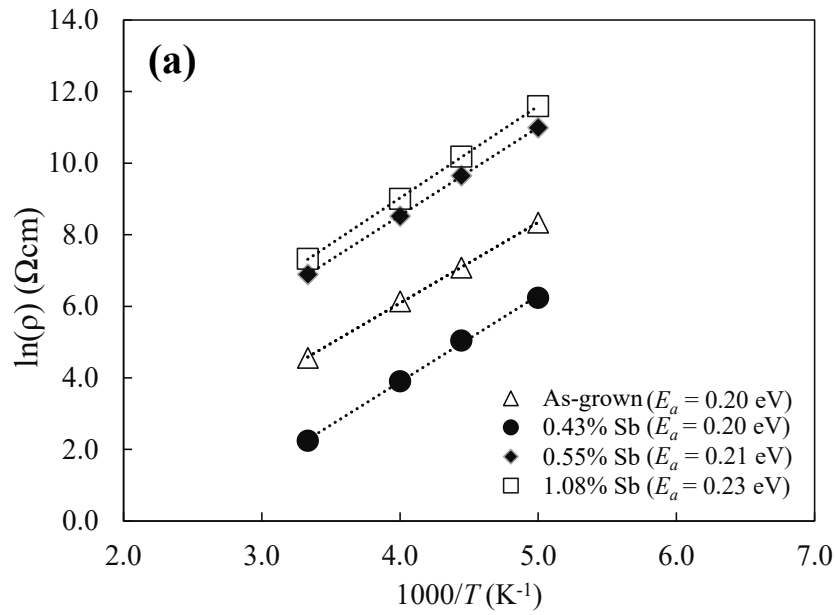 (a)
14.0
12.0
10.0
8.0
6.0
4.0
2.0
0.0
ln(ρ) (Ωcm)
As-grown (Eₐ = 0.20 eV)
0.43% Sb (Eₐ = 0.20 eV)
0.55% Sb (Eₐ = 0.21 eV)
1.08% Sb (Eₐ = 0.23 eV)
2.0 3.0 4.0 5.0 6.0 7.0
1000/T (K⁻¹)